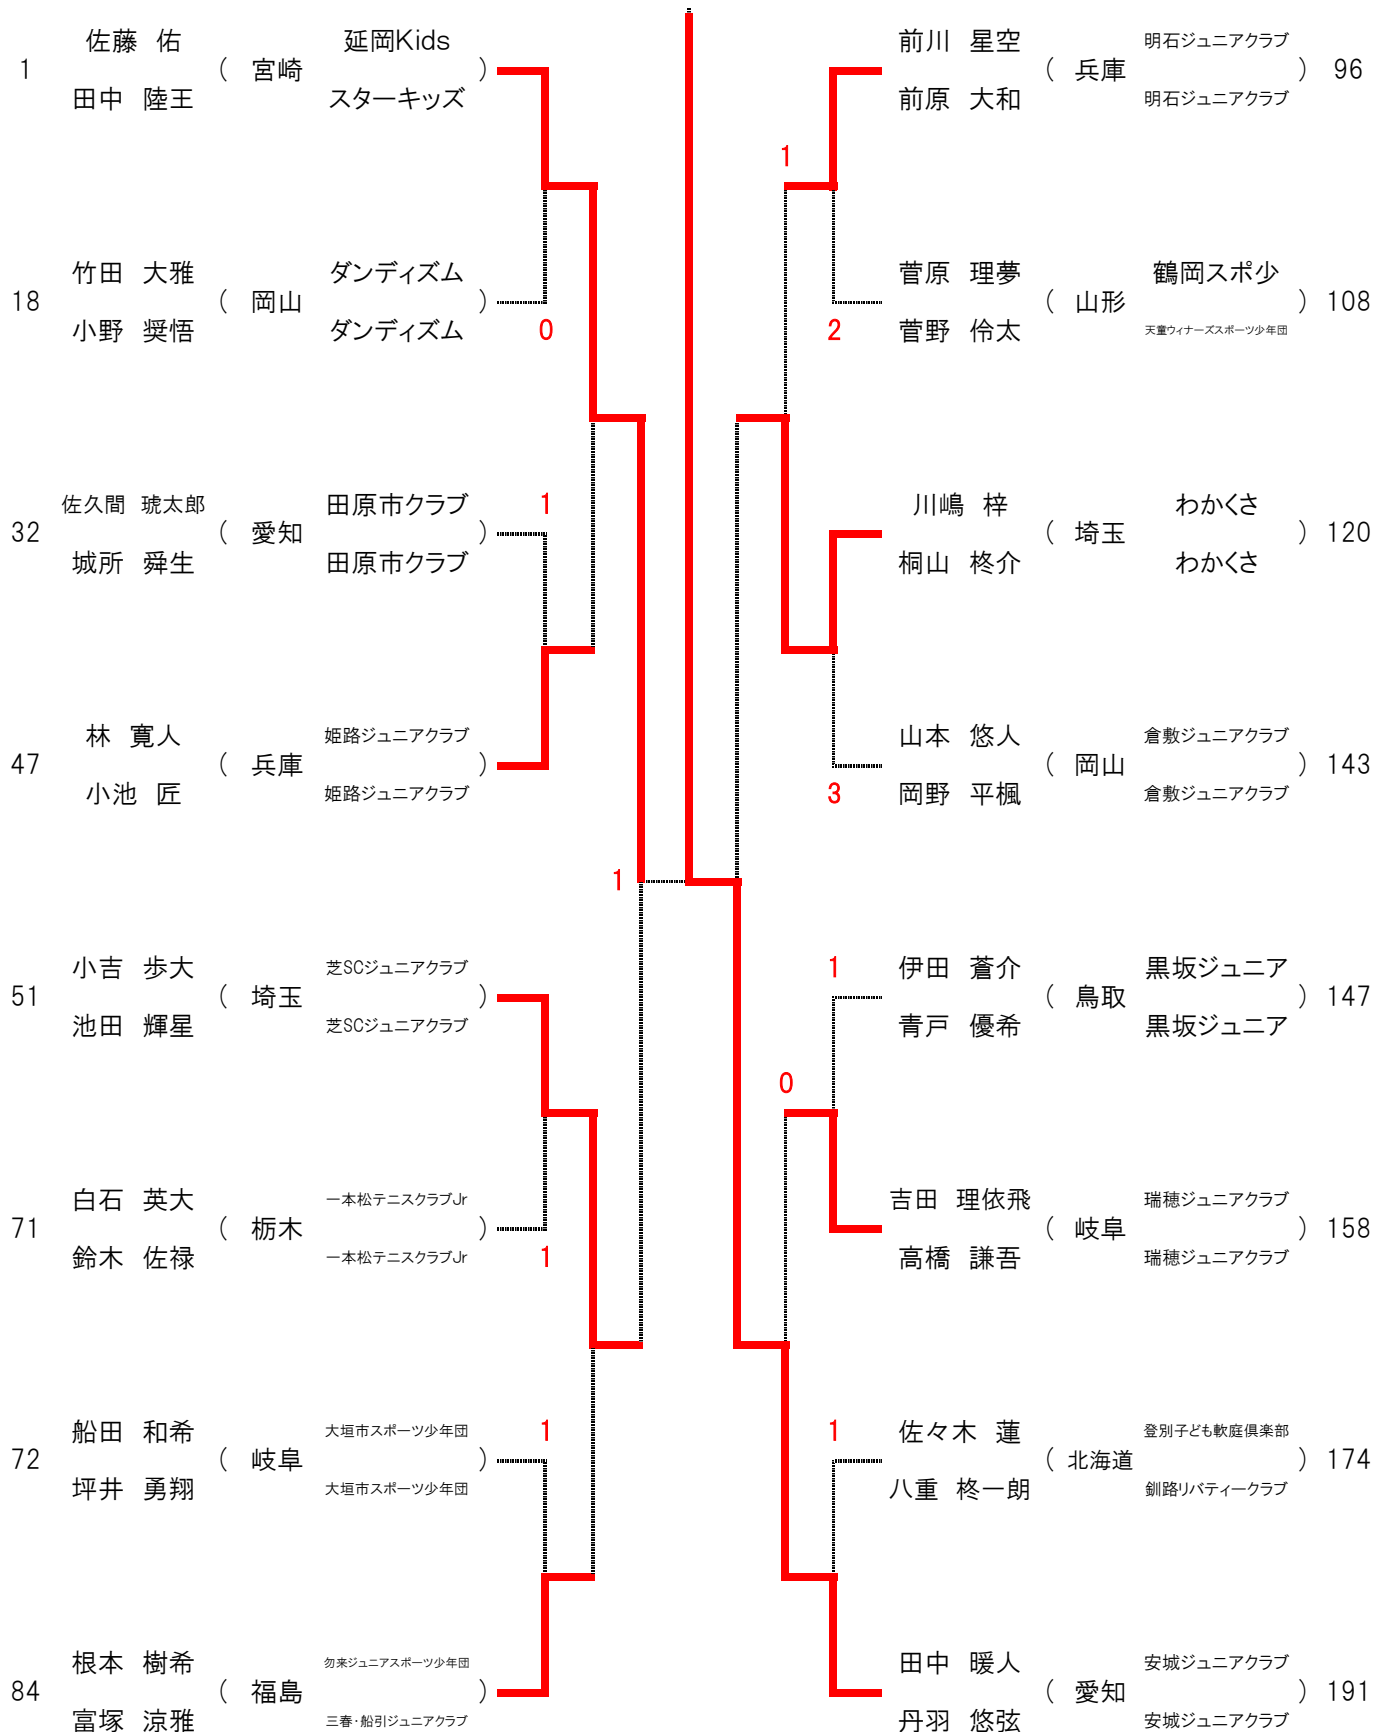 佐藤 佑 延岡Kids
1 ( 宮崎 )
田中 陸王 スターキッズ
0
竹田 大雅 ダンディズム
18 ( 岡山 )
小野 奨悟 ダンディズム
佐久間 琥太郎 田原市クラブ
32 ( 愛知 )
城所 舜生 田原市クラブ
1
林 寛人 姫路ジュニアクラブ
47 ( 兵庫 )
小池 匠 姫路ジュニアクラブ
1
小吉 歩大 芝SCジュニアクラブ
51 ( 埼玉 )
池田 輝星 芝SCジュニアクラブ
白石 英大 一本松テニスクラブJr
71 ( 栃木 )
鈴木 佐禄 一本松テニスクラブJr
1
船田 和希 大垣市スポーツ少年団
72 ( 岐阜 )
坪井 勇翔 大垣市スポーツ少年団
1
根本 樹希 勿来ジュニアスポーツ少年団
84 ( 福島 )
富塚 涼雅 三春・船引ジュニアクラブ
前川 星空 明石ジュニアクラブ
( 兵庫 ) 96
前原 大和 明石ジュニアクラブ
1
菅原 理夢 鶴岡スポ少
( 山形 ) 108
菅野 伶太 天童ウィナーズスポーツ少年団
2
川嶋 梓 わかくさ
( 埼玉 ) 120
桐山 柊介 わかくさ
山本 悠人 倉敷ジュニアクラブ
( 岡山 ) 143
岡野 平楓 倉敷ジュニアクラブ
3
1
伊田 蒼介 黒坂ジュニア
( 鳥取 ) 147
青戸 優希 黒坂ジュニア
0
吉田 理依飛 瑞穂ジュニアクラブ
( 岐阜 ) 158
高橋 謙吾 瑞穂ジュニアクラブ
1
佐々木 蓮 登別子ども軟庭倶楽部
( 北海道 ) 174
八重 柊一朗 釧路リバティークラブ
田中 暖人 安城ジュニアクラブ
( 愛知 ) 191
丹羽 悠弦 安城ジュニアクラブ